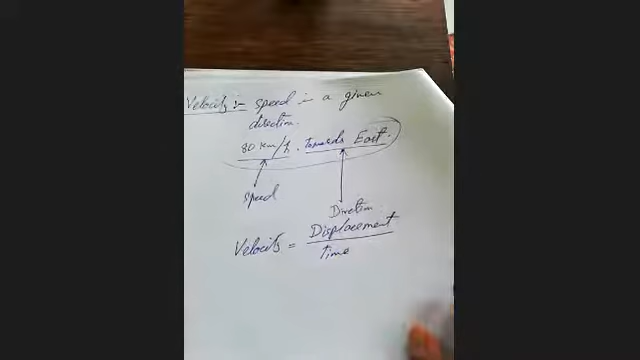 Velocity :- speed in a given
direction.
80 km/h. towards East.
speed
Direction
Velocity = Displacement
time